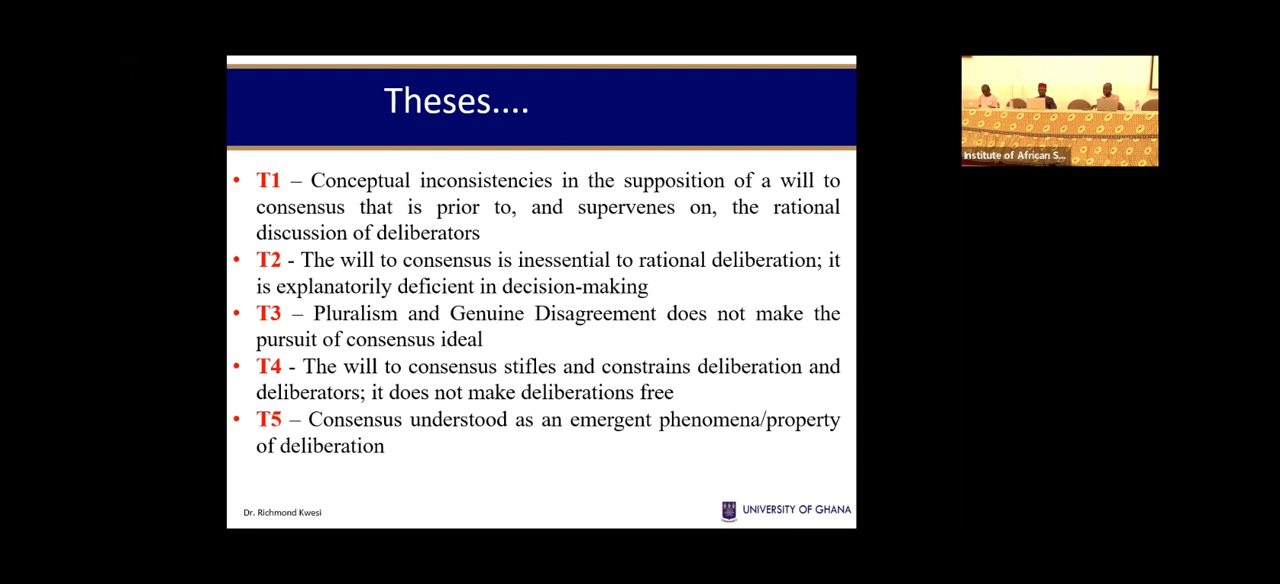 Theses....
• T1 – Conceptual inconsistencies in the supposition of a will to
consensus that is prior to, and supervenes on, the rational
discussion of deliberators
• T2 - The will to consensus is inessential to rational deliberation; it
is explanatorily deficient in decision-making
• T3 – Pluralism and Genuine Disagreement does not make the
pursuit of consensus ideal
• T4 - The will to consensus stifles and constrains deliberation and
deliberators; it does not make deliberations free
• T5 – Consensus understood as an emergent phenomena/property
of deliberation
Dr. Richmond Kwesi
UNIVERSITY OF GHANA
Institute of African S...